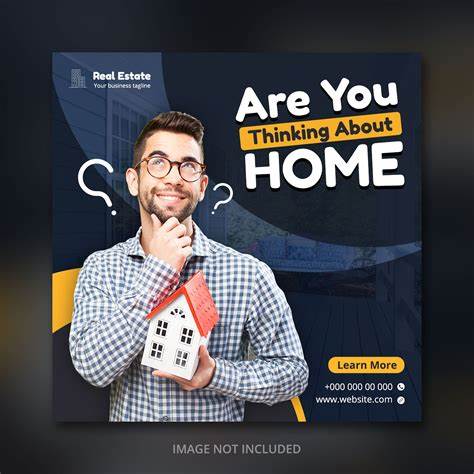 Real Estate
Your business tagline
Are You
Thinking About
HOME
?
?
Learn More
+000 000 00 000
www.website.com
IMAGE NOT INCLUDED